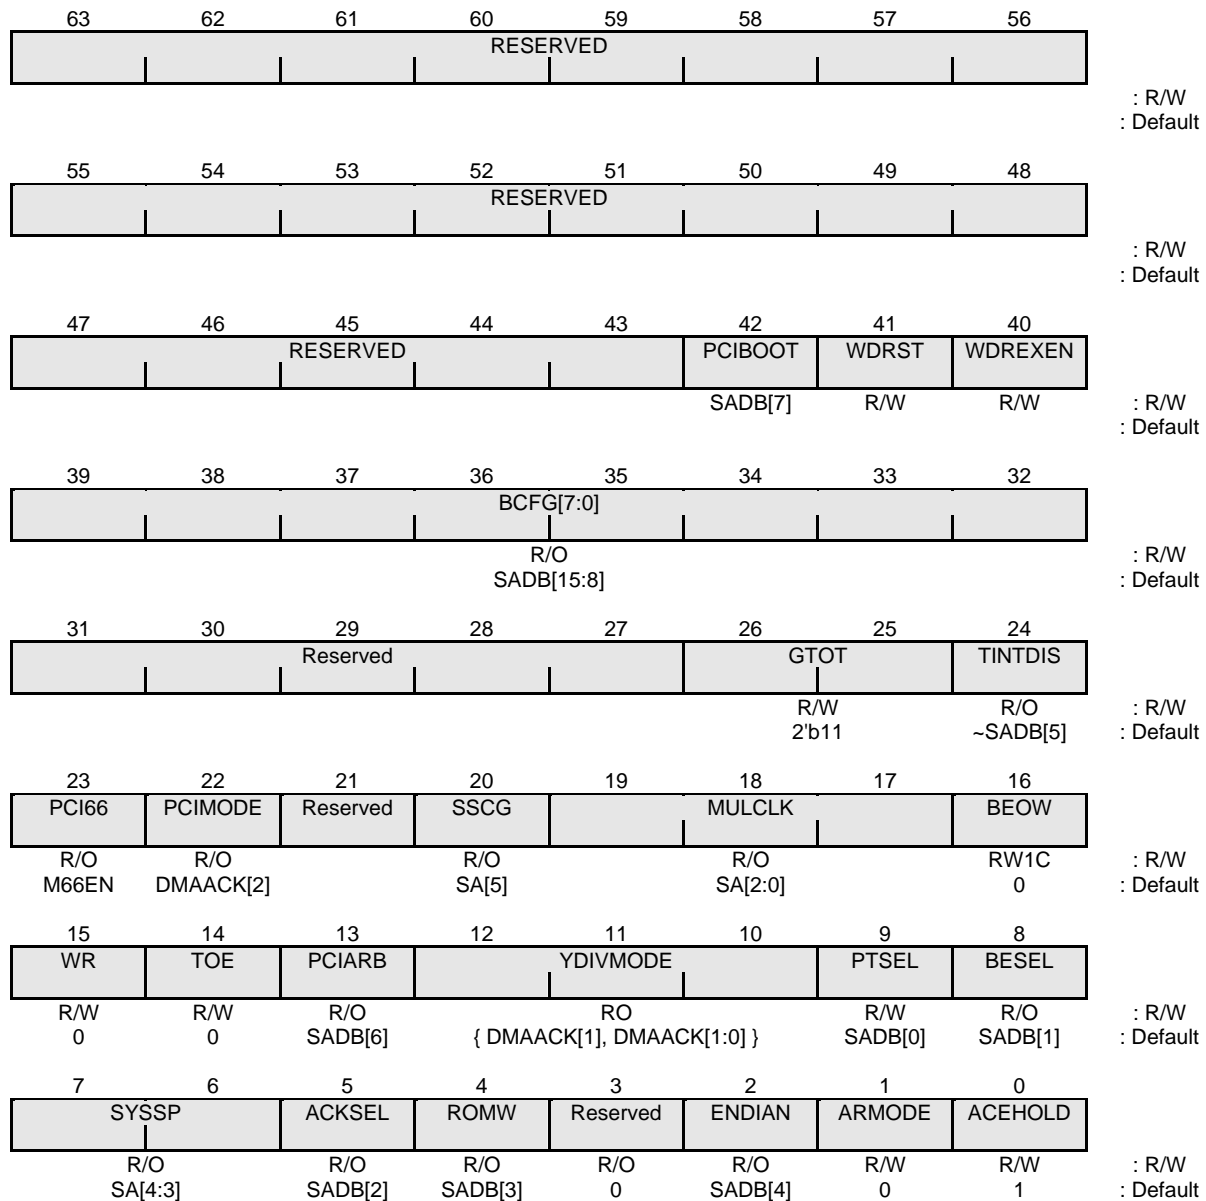 63 62 61 60 59 58 57 56
RESERVED
: R/W
: Default
55 54 53 52 51 50 49 48
RESERVED
: R/W
: Default
47 46 45 44 43 42 41 40
RESERVED PCIBOOT WDRST WDREXEN
SADB[7] R/W R/W : R/W
: Default
39 38 37 36 35 34 33 32
BCFG[7:0]
R/O : R/W
SADB[15:8] : Default
31 30 29 28 27 26 25 24
Reserved GTOT TINTDIS
R/W R/O : R/W
2'b11 ~SADB[5] : Default
23 22 21 20 19 18 17 16
PCI66 PCIMODE Reserved SSCG MULCLK BEOW
R/O R/O R/O R/O RW1C : R/W
M66EN DMAACK[2] SA[5] SA[2:0] 0 : Default
15 14 13 12 11 10 9 8
WR TOE PCIARB YDIVMODE PTSEL BESEL
R/W R/W R/O RO R/W R/O : R/W
0 0 SADB[6] { DMAACK[1], DMAACK[1:0] } SADB[0] SADB[1] : Default
7 6 5 4 3 2 1 0
SYSSP ACKSEL ROMW Reserved ENDIAN ARMODE ACEHOLD
R/O R/O R/O R/O R/O R/W R/W : R/W
SA[4:3] SADB[2] SADB[3] 0 SADB[4] 0 1 : Default